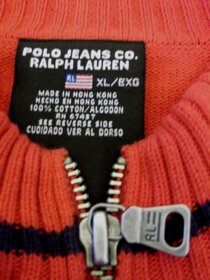 POLO JEANS CO.
RALPH LAUREN
XL/EXG
MADE IN HONG KONG
HECHO EN HONG KONG
100% COTTON/ALGODON
RN 67487
SEE REVERSE SIDE
CUIDADO VER AL DORSO
RL